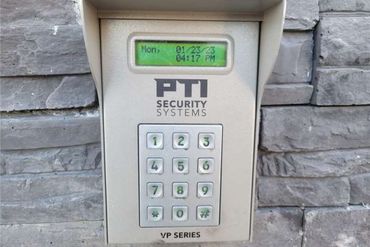 Mon, 01/23/23
04:17 PM
PTI
SECURITY
SYSTEMS
1 2 3
4 5 6
7 8 9
* 0 #
VP SERIES